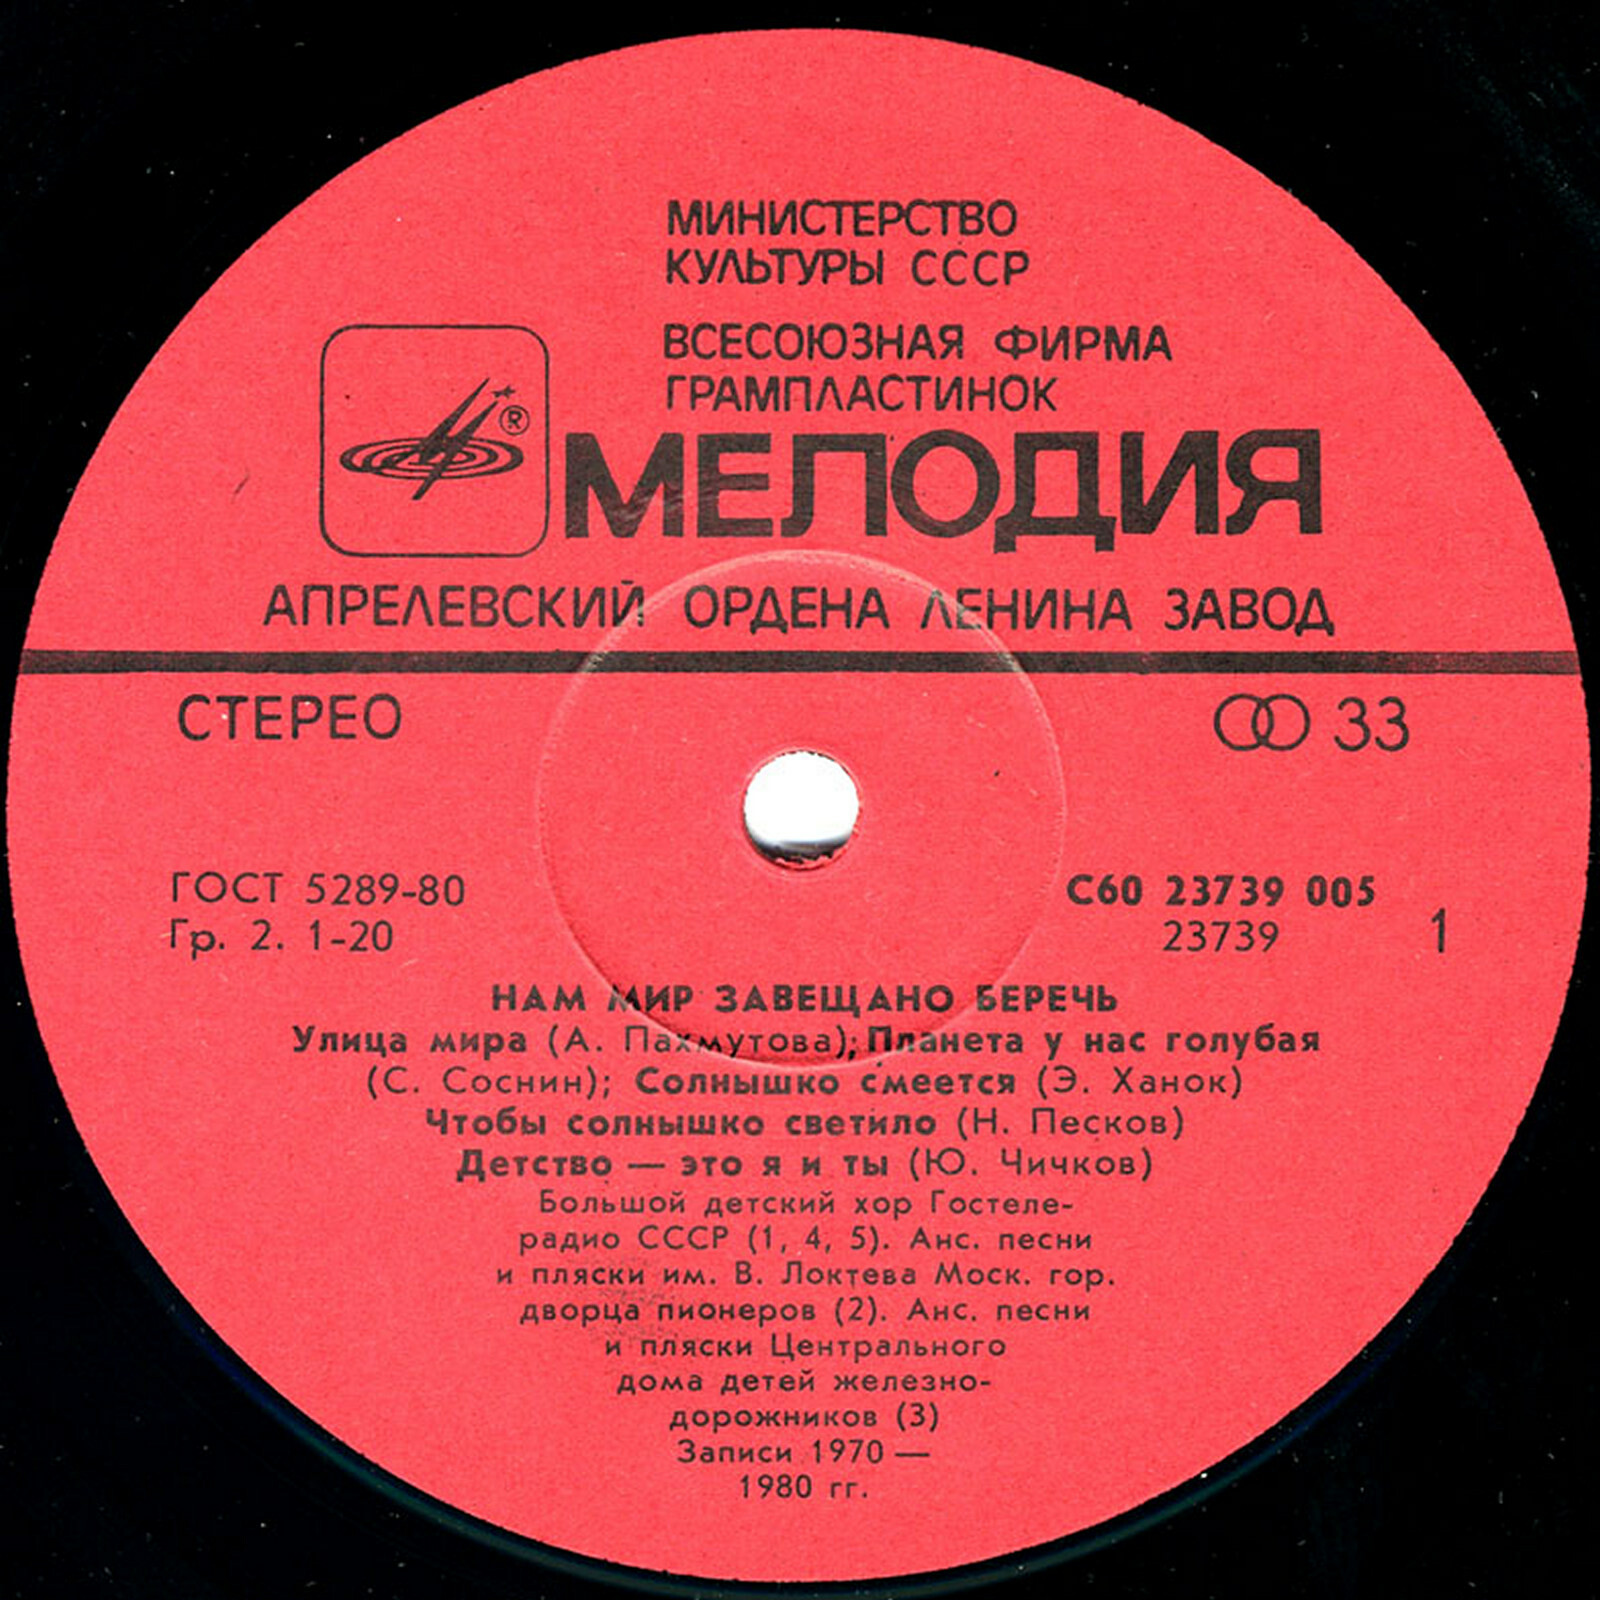 МИНИСТЕРСТВО
КУЛЬТУРЫ СССР
ВСЕСОЮЗНАЯ ФИРМА
ГРАМПЛАСТИНОК
®
МЕЛОДИЯ
АПРЕЛЕВСКИЙ ОРДЕНА ЛЕНИНА ЗАВОД
СТЕРЕО
33
ГОСТ 5289-80
Гр. 2. 1-20
С60 23739 005
23739
1
НАМ МИР ЗАВЕЩАНО БЕРЕЧЬ
Улица мира (А. Пахмутова); Планета у нас голубая
(С. Соснин); Солнышко смеется (Э. Ханок)
Чтобы солнышко светило (Н. Песков)
Детство — это я и ты (Ю. Чичков)
Большой детский хор Гостеле-
радио СССР (1, 4, 5). Анс. песни
и пляски им. В. Локтева Моск. гор.
дворца пионеров (2). Анс. песни
и пляски Центрального
дома детей железно-
дорожников (3)
Записи 1970 —
1980 гг.